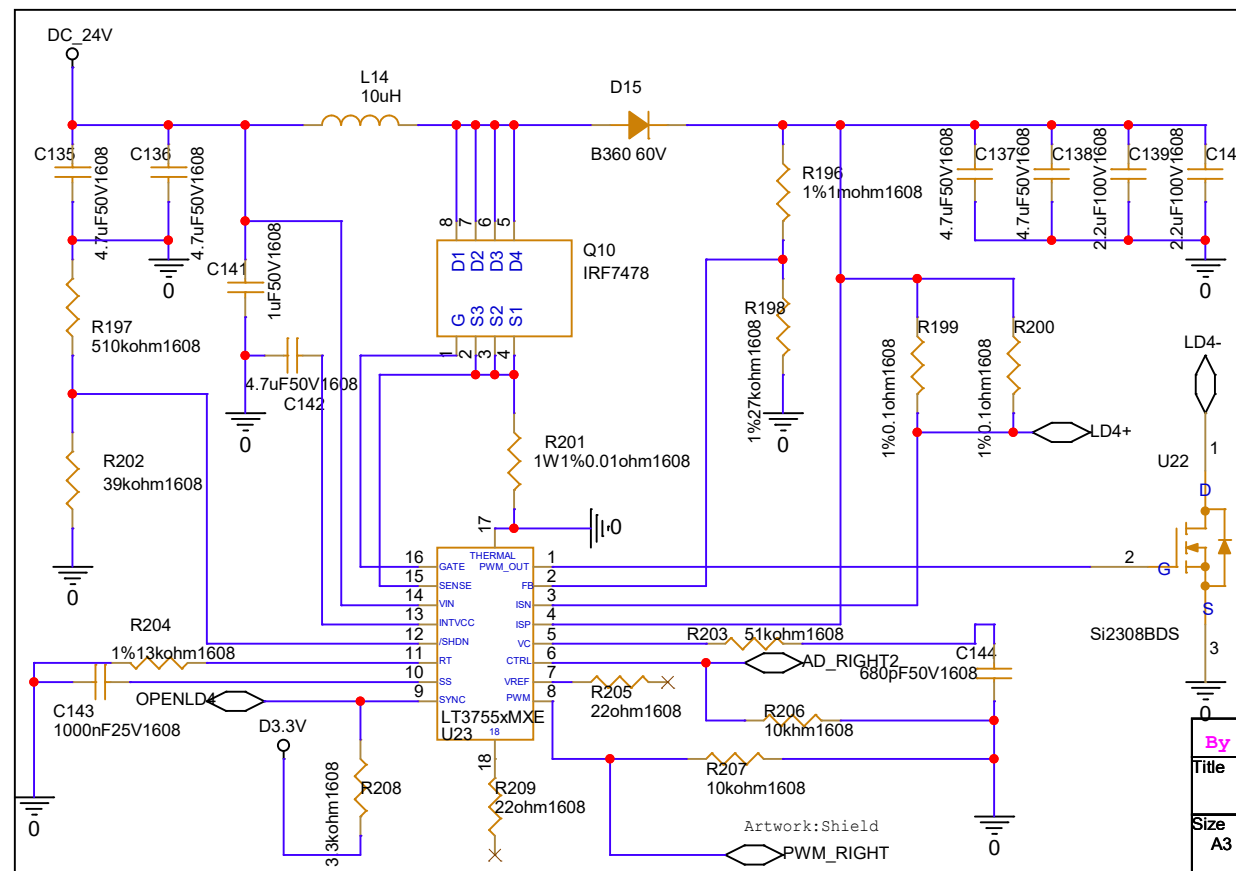 DC_24V
L14
10uH
D15
B360 60V
C135
4.7uF50V1608
C136
4.7uF50V1608
0
C141
1uF50V1608
R197
510kohm1608
4.7uF50V1608
C142
0
R202
39kohm1608
0
8
7
6
5
D1
D2
D3
D4
Q10
IRF7478
G
S3
S2
S1
1
2
3
4
R196
1%1mohm1608
R198
1%27kohm1608
0
C137
4.7uF50V1608
C138
4.7uF50V1608
C139
2.2uF100V1608
C14
2.2uF100V1608
0
R199
1%0.1ohm1608
R200
1%0.1ohm1608
LD4+
LD4-
R201
1W1%0.01ohm1608
0
17
THERMAL
16 GATE
15 SENSE
14 VIN
13 INTVCC
12 /SHDN
11 RT
10 SS
9 SYNC
PWM_OUT 1
FB 2
ISN 3
ISP 4
VC 5
CTRL 6
VREF 7
PWM 8
LT3755xMXE
U23
18
18
1
U22
D
2
G
S
Si2308BDS
3
0
R203
51kohm1608
C144
680pF50V1608
AD_RIGHT2
R205
22ohm1608
R206
10khm1608
R207
10kohm1608
0
R204
1%13kohm1608
C143
1000nF25V1608
OPENLD4
D3.3V
R208
3.3kohm1608
0
R209
22ohm1608
Artwork:Shield
PWM_RIGHT
By
Title
Size
A3